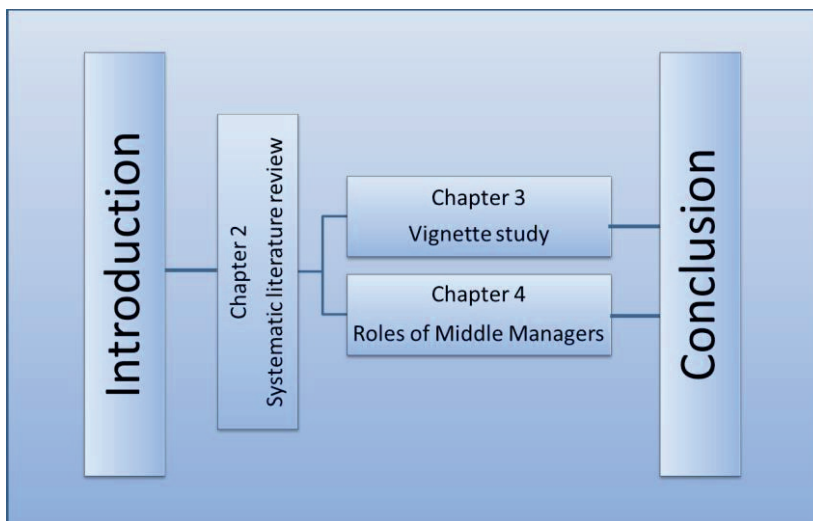 Introduction
Chapter 2
Systematic literature review
Chapter 3
Vignette study
Chapter 4
Roles of Middle Managers
Conclusion